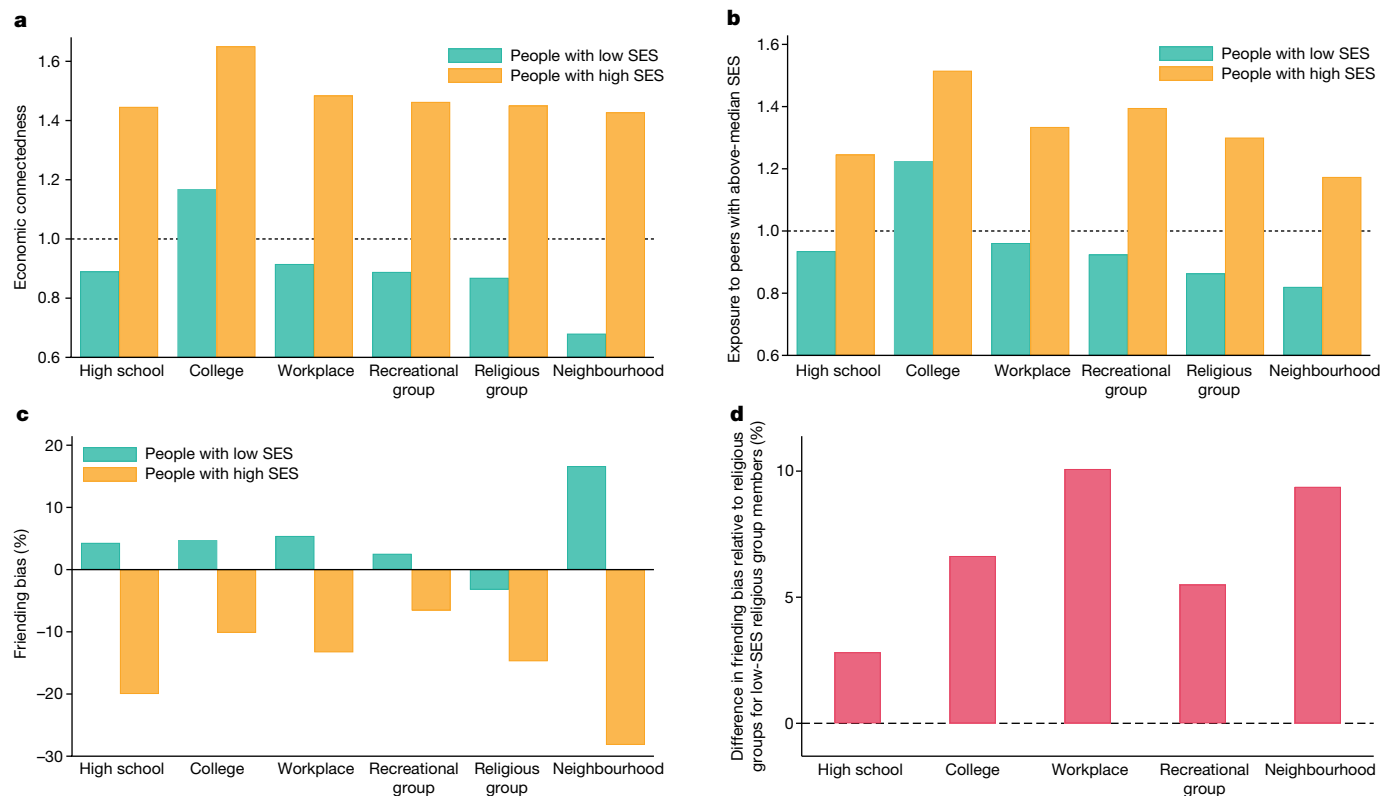 a
Economic connectedness
1.6
1.4
1.2
1.0
0.8
0.6
People with low SES
People with high SES
High school
College
Workplace
Recreational
group
Religious
group
Neighbourhood
b
Exposure to peers with above-median SES
1.6
1.4
1.2
1.0
0.8
0.6
People with low SES
People with high SES
High school
College
Workplace
Recreational
group
Religious
group
Neighbourhood
c
Friending bias (%)
20
10
0
–10
–20
–30
People with low SES
People with high SES
High school
College
Workplace
Recreational
group
Religious
group
Neighbourhood
d
Difference in friending bias relative to religious
groups for low-SES religious group members (%)
10
5
0
High school
College
Workplace
Recreational
group
Neighbourhood